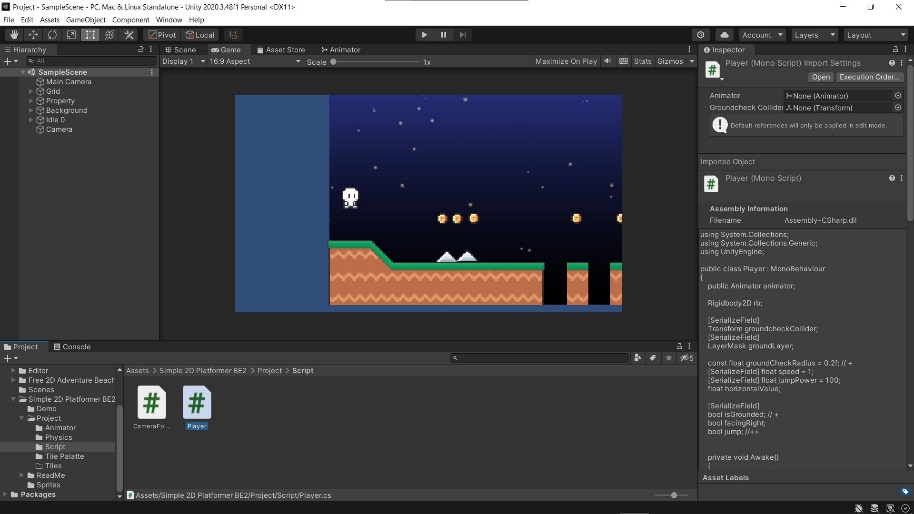 Project - SampleScene - PC, Mac & Linux Standalone - Unity 2020.3.48f1 Personal <DX11>
File Edit Assets GameObject Component Window Help
Pivot Local
Account Layers Layout
Hierarchy
All
SampleScene
Main Camera
Grid
Property
Background
Idle 0
Camera
Scene Game Asset Store Animator
Display 1 16:9 Aspect Scale 1x Maximize On Play Stats Gizmos
Inspector
Player (Mono Script) Import Settings
Open Execution Order...
Animator None (Animator)
Groundcheck Collider None (Transform)
Default references will only be applied in edit mode.
Imported Object
Player (Mono Script)
Assembly Information
Filename Assembly-CSharp.dll
using System.Collections;
using System.Collections.Generic;
using UnityEngine;
public class Player : MonoBehaviour
{
public Animator animator;
Rigidbody2D rb;
[SerializeField]
Transform groundcheckCollider;
[SerializeField]
LayerMask groundLayer;
const float groundCheckRadius = 0.2f; // +
[SerializeField] float speed = 1;
[SerializeField] float jumpPower = 100;
float horizontalValue;
[SerializeField]
bool isGrounded; // +
bool facingRight;
bool jump; //++
private void Awake()
{
Asset Labels
Project Console
5
Editor
Free 2D Adventure Beach
Scenes
Simple 2D Platformer BE2
Demo
Project
Animator
Physics
Script
Tile Palatte
Tiles
ReadMe
Sprites
Packages
Assets Simple 2D Platformer BE2 Project Script
CameraFo...
Player
Assets/Simple 2D Platformer BE2/Project/Script/Player.cs